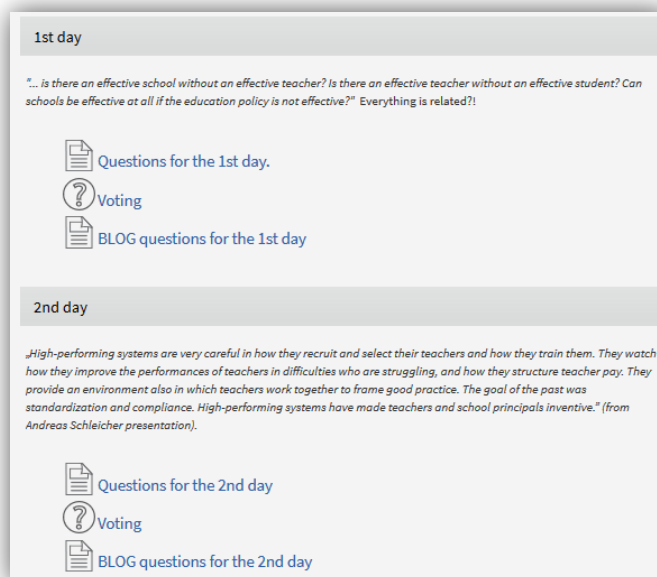 1st day
"... is there an effective school without an effective teacher? Is there an effective teacher without an effective student? Can
schools be effective at all if the education policy is not effective?" Everything is related?!
Questions for the 1st day.
Voting
BLOG questions for the 1st day
2nd day
„High-performing systems are very careful in how they recruit and select their teachers and how they train them. They watch
how they improve the performances of teachers in difficulties who are struggling, and how they structure teacher pay. They
provide an environment also in which teachers work together to frame good practice. The goal of the past was
standardization and compliance. High-performing systems have made teachers and school principals inventive.” (from
Andreas Schleicher presentation).
Questions for the 2nd day
Voting
BLOG questions for the 2nd day